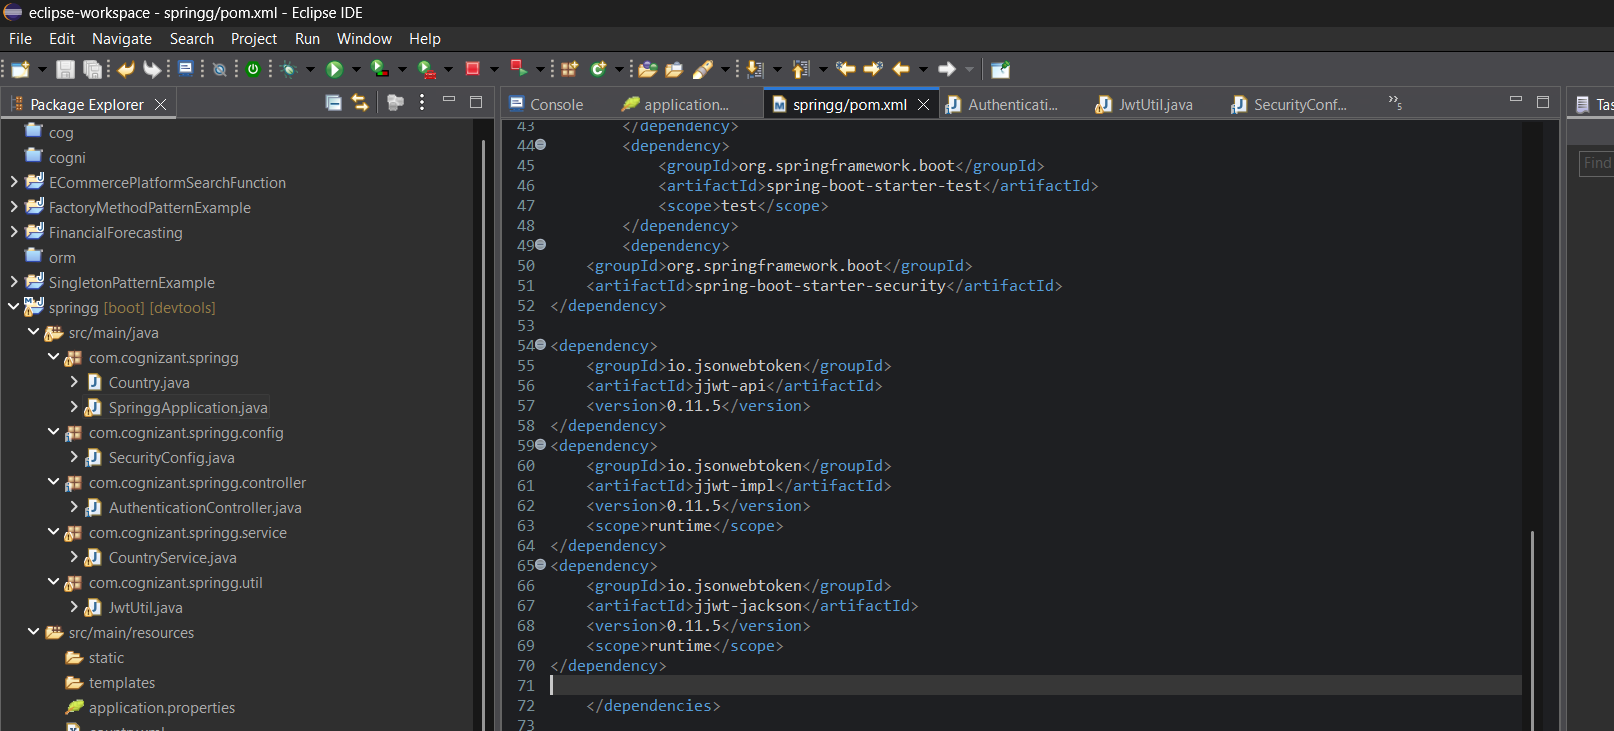 eclipse-workspace - springg/pom.xml - Eclipse IDE
File Edit Navigate Search Project Run Window Help
Package Explorer
cog
cogni
ECommercePlatformSearchFunction
FactoryMethodPatternExample
FinancialForecasting
orm
SingletonPatternExample
springg [boot] [devtools]
src/main/java
com.cognizant.springg
Country.java
SpringgApplication.java
com.cognizant.springg.config
SecurityConfig.java
com.cognizant.springg.controller
AuthenticationController.java
com.cognizant.springg.service
CountryService.java
com.cognizant.springg.util
JwtUtil.java
src/main/resources
static
templates
application.properties
Console application... springg/pom.xml Authenticati... JwtUtil.java SecurityConf... »5
43 </dependency>
44 <dependency>
45 <groupId>org.springframework.boot</groupId>
46 <artifactId>spring-boot-starter-test</artifactId>
47 <scope>test</scope>
48 </dependency>
49 <dependency>
50 <groupId>org.springframework.boot</groupId>
51 <artifactId>spring-boot-starter-security</artifactId>
52 </dependency>
53
54 <dependency>
55 <groupId>io.jsonwebtoken</groupId>
56 <artifactId>jjwt-api</artifactId>
57 <version>0.11.5</version>
58 </dependency>
59 <dependency>
60 <groupId>io.jsonwebtoken</groupId>
61 <artifactId>jjwt-impl</artifactId>
62 <version>0.11.5</version>
63 <scope>runtime</scope>
64 </dependency>
65 <dependency>
66 <groupId>io.jsonwebtoken</groupId>
67 <artifactId>jjwt-jackson</artifactId>
68 <version>0.11.5</version>
69 <scope>runtime</scope>
70 </dependency>
71
72 </dependencies>
73
Tas
Find